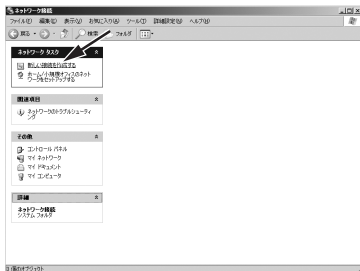 ネットワーク接続
ファイル(F) 編集(E) 表示(V) お気に入り(A) ツール(T) 詳細設定(N) ヘルプ(H)
戻る 検索 フォルダ
ネットワーク タスク
新しい接続を作成する
ホーム/小規模オフィスのネット
ワークをセットアップする
関連項目
ネットワークのトラブルシューティ
ング
その他
コントロール パネル
マイ ネットワーク
マイ ドキュメント
マイ コンピュータ
詳細
ネットワーク接続
システム フォルダ
個のオブジェクト